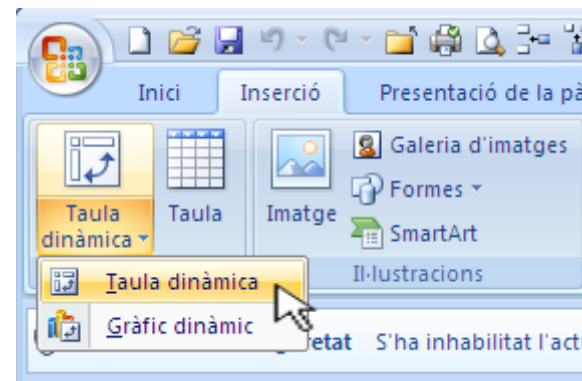 Inici Inserció Presentació de la pà
Galeria d'imatges
Formes
SmartArt
Taula dinàmica
Taula
Imatge
Il·lustracions
Taula dinàmica
Gràfic dinàmic
retat S'ha inhabilitat l'act